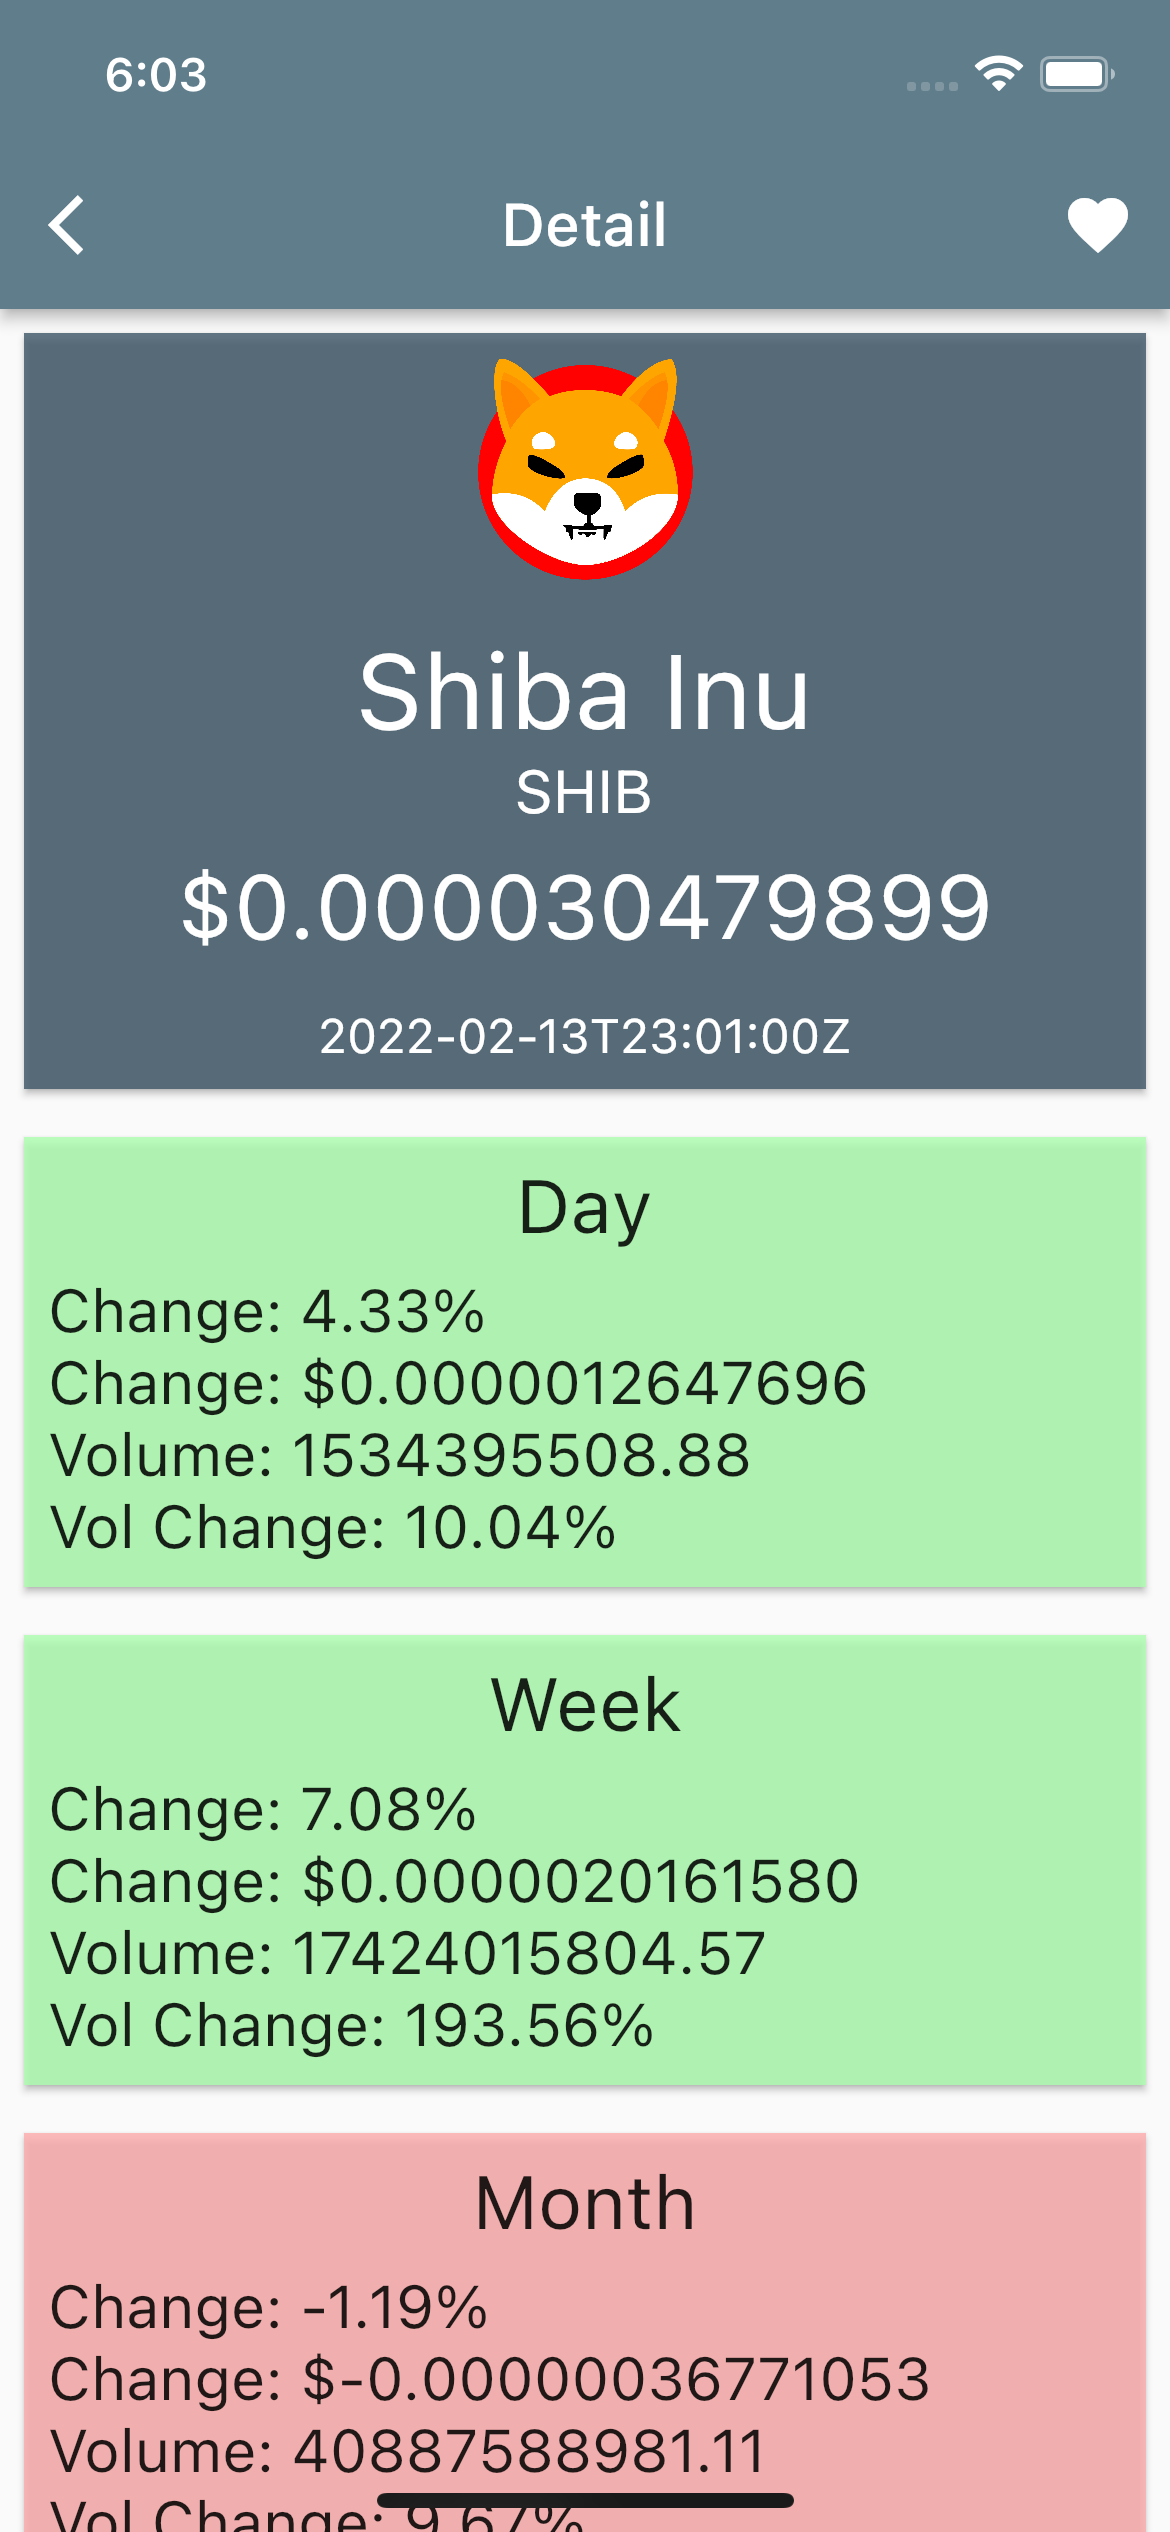 6:03
Detail
Shiba Inu
SHIB
$0.000030479899
2022-02-13T23:01:00Z
Day
Change: 4.33%
Change: $0.0000012647696
Volume: 1534395508.88
Vol Change: 10.04%
Week
Change: 7.08%
Change: $0.0000020161580
Volume: 17424015804.57
Vol Change: 193.56%
Month
Change: -1.19%
Change: $-0.00000036771053
Volume: 40887588981.11
Vol Change: 9.67%